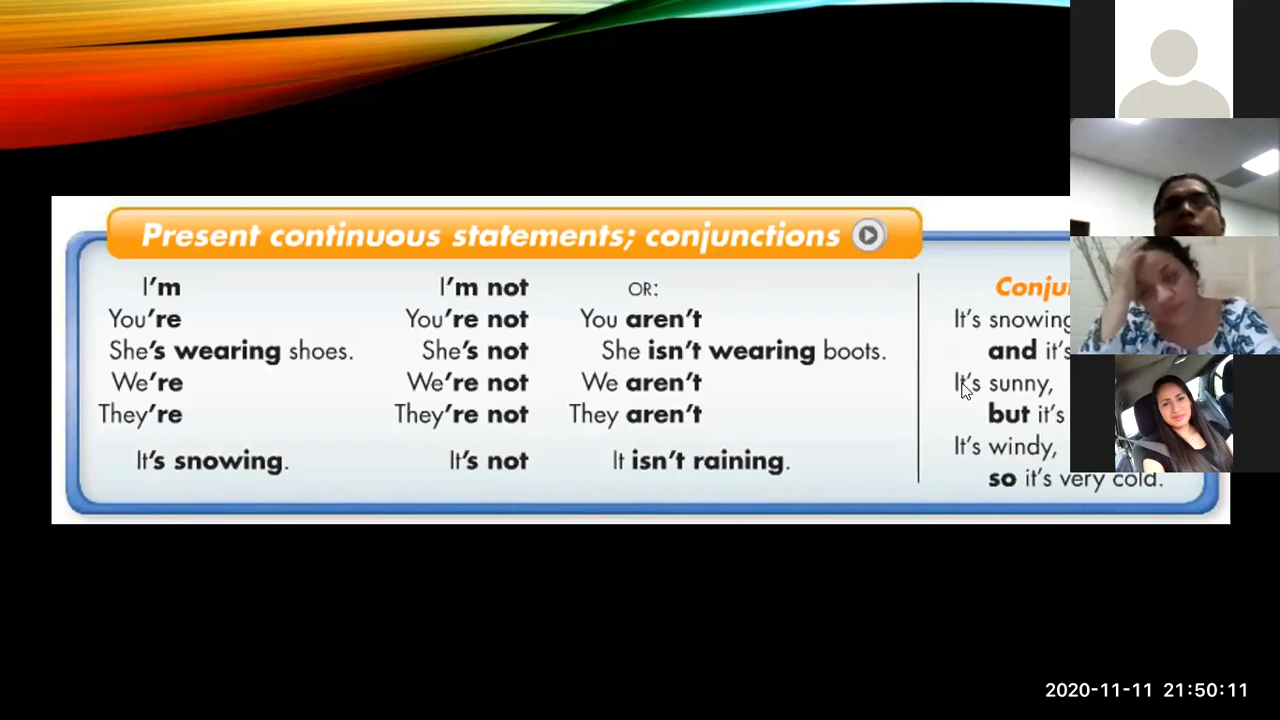 Present continuous statements; conjunctions
I'm I'm not OR:
You're You're not You aren't
She's wearing shoes. She's not She isn't wearing boots.
We're We're not We aren't
They're They're not They aren't
It's snowing. It's not It isn't raining.
It's snowing
and it's
It's sunny,
but it's
It's windy,
so it's very cold.
2020-11-11 21:50:11